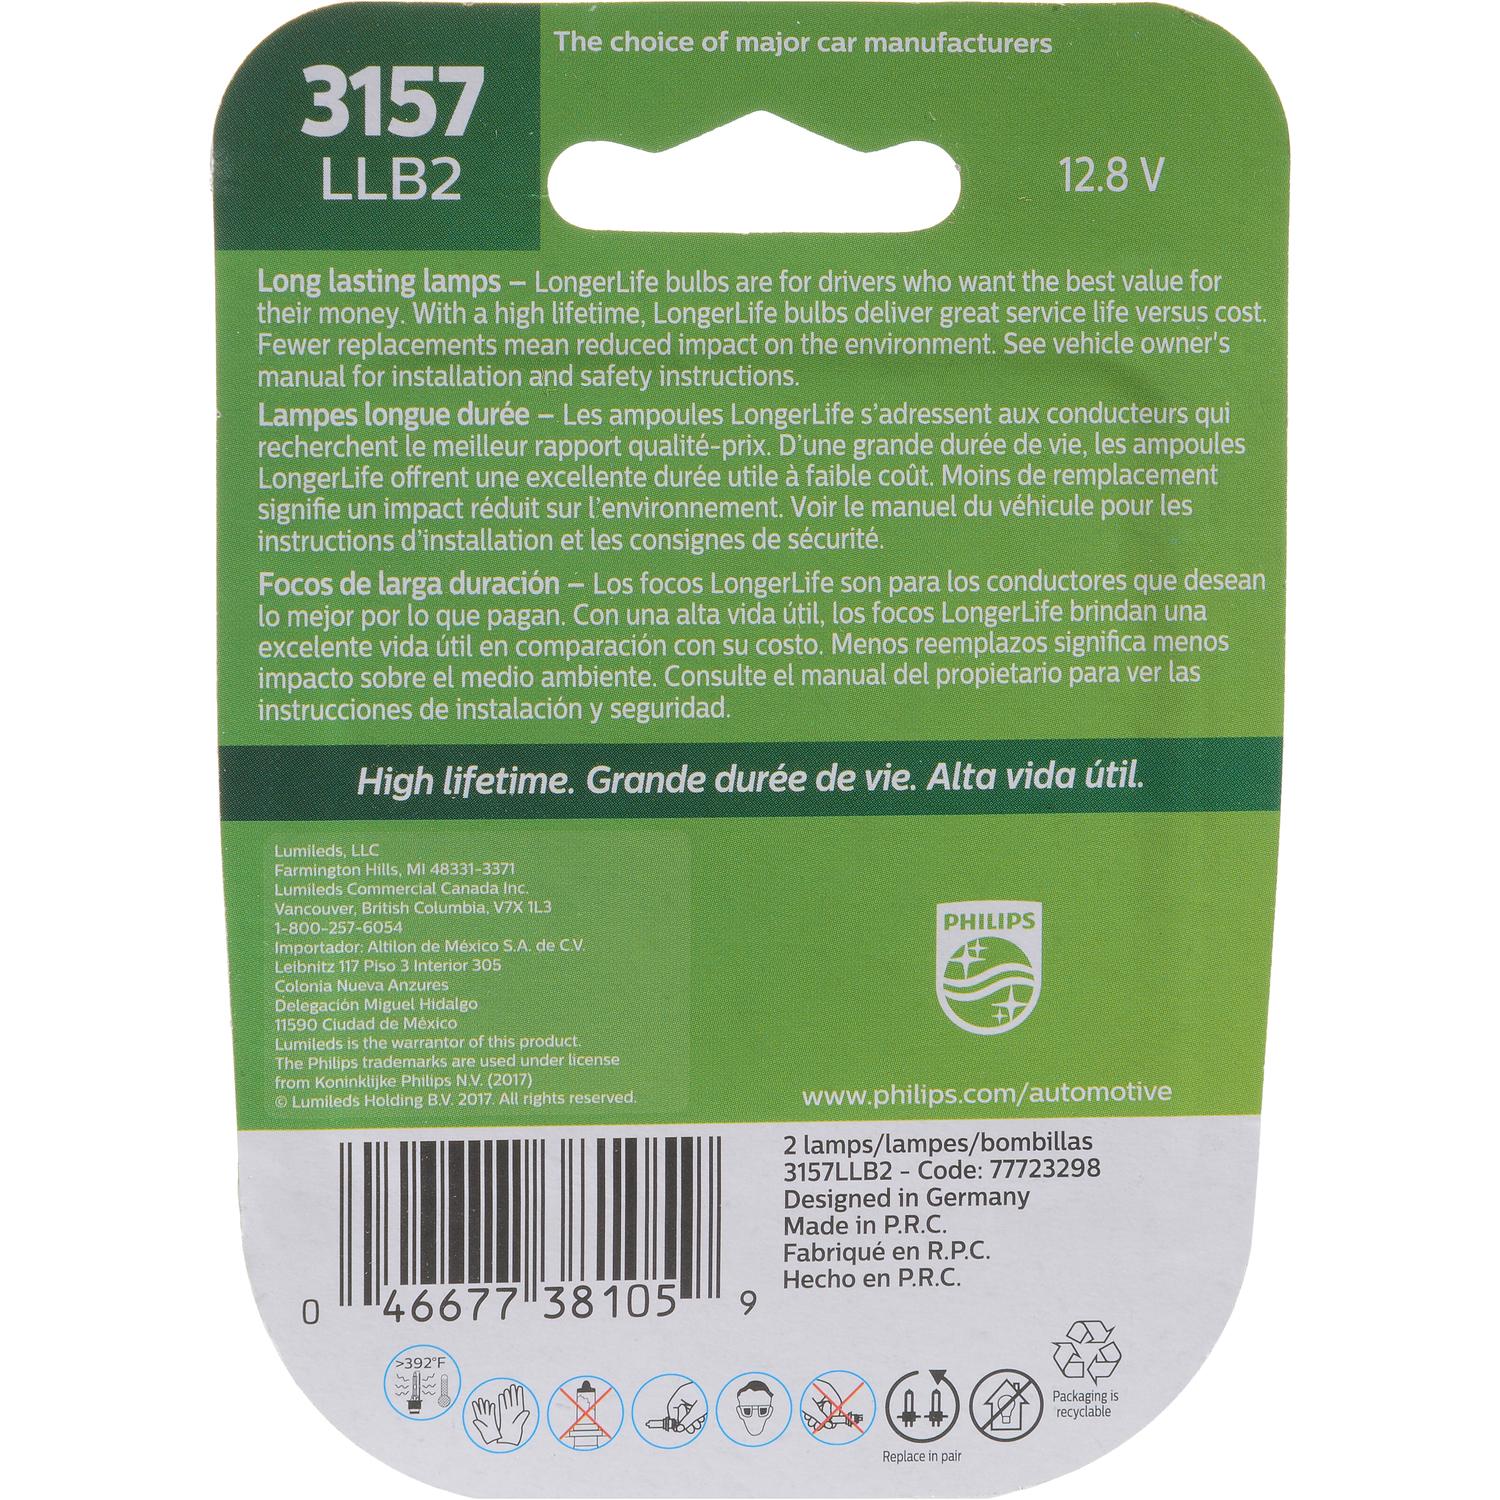 The choice of major car manufacturers
3157
LLB2
12.8 V
Long lasting lamps – LongerLife bulbs are for drivers who want the best value for
their money. With a high lifetime, LongerLife bulbs deliver great service life versus cost.
Fewer replacements mean reduced impact on the environment. See vehicle owner's
manual for installation and safety instructions.
Lampes longue durée – Les ampoules LongerLife s'adressent aux conducteurs qui
recherchent le meilleur rapport qualité-prix. D'une grande durée de vie, les ampoules
LongerLife offrent une excellente durée utile à faible coût. Moins de remplacement
signifie un impact réduit sur l'environnement. Voir le manuel du véhicule pour les
instructions d'installation et les consignes de sécurité.
Focos de larga duración – Los focos LongerLife son para los conductores que desean
lo mejor por lo que pagan. Con una alta vida útil, los focos LongerLife brindan una
excelente vida útil en comparación con su costo. Menos reemplazos significa menos
impacto sobre el medio ambiente. Consulte el manual del propietario para ver las
instrucciones de instalación y seguridad.
High lifetime. Grande durée de vie. Alta vida útil.
Lumileds, LLC
Farmington Hills, MI 48331-3371
Lumileds Commercial Canada Inc.
Vancouver, British Columbia, V7X 1L3
1-800-257-6054
Importador: Altilon de México S.A. de C.V.
Leibnitz 117 Piso 3 Interior 305
Colonia Nueva Anzures
Delegación Miguel Hidalgo
11590 Ciudad de México
Lumileds is the warrantor of this product.
The Philips trademarks are used under license
from Koninklijke Philips N.V. (2017)
© Lumileds Holding B.V. 2017. All rights reserved.
PHILIPS
www.philips.com/automotive
2 lamps/lampes/bombillas
3157LLB2 - Code: 77723298
Designed in Germany
Made in P.R.C.
Fabriqué en R.P.C.
Hecho en P.R.C.
0 46677 38105 9
>392°F
Replace in pair
Packaging is
recyclable